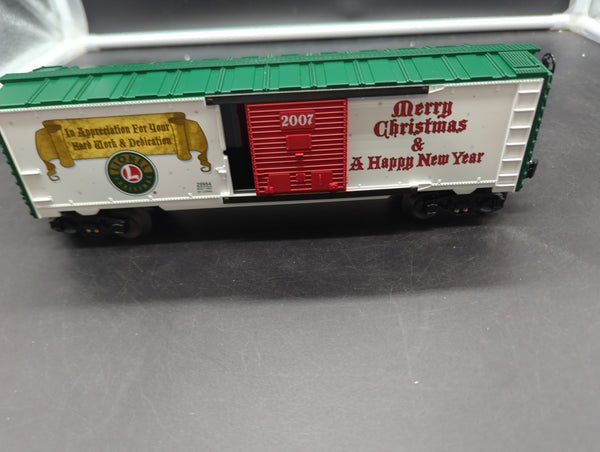 In Appreciation For Your
Hard Work & Dedication
LIONEL
L
2007
Merry
Christmas
&
A Happy New Year